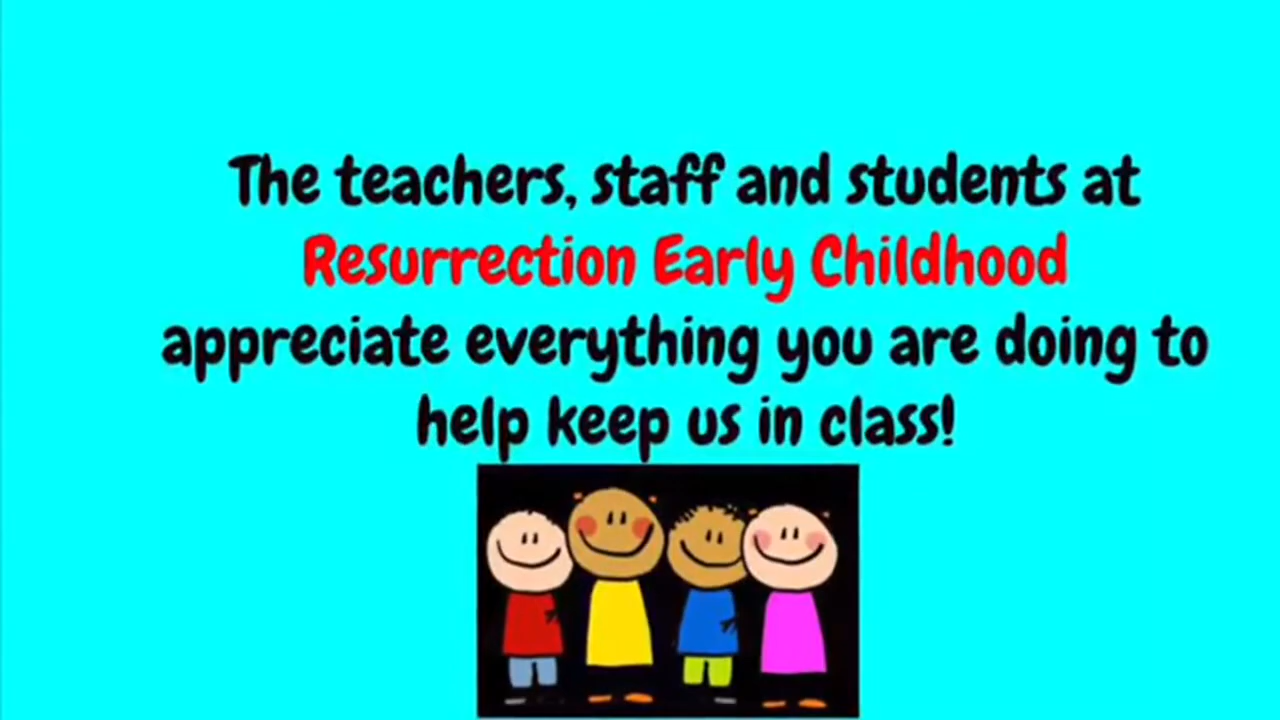 The teachers, staff and students at
Resurrection Early Childhood
appreciate everything you are doing to
help keep us in class!